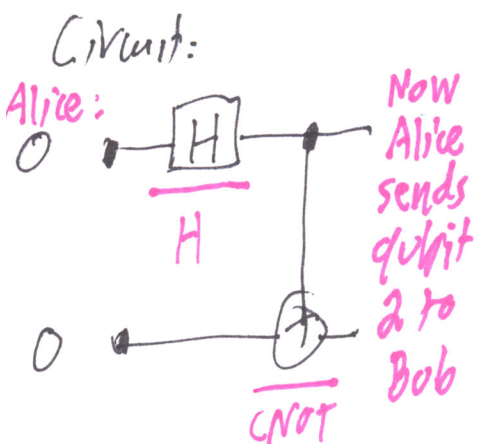 Circuit:
Alice:
0
H
H
0
CNOT
Now
Alice
sends
qubit
2 to
Bob